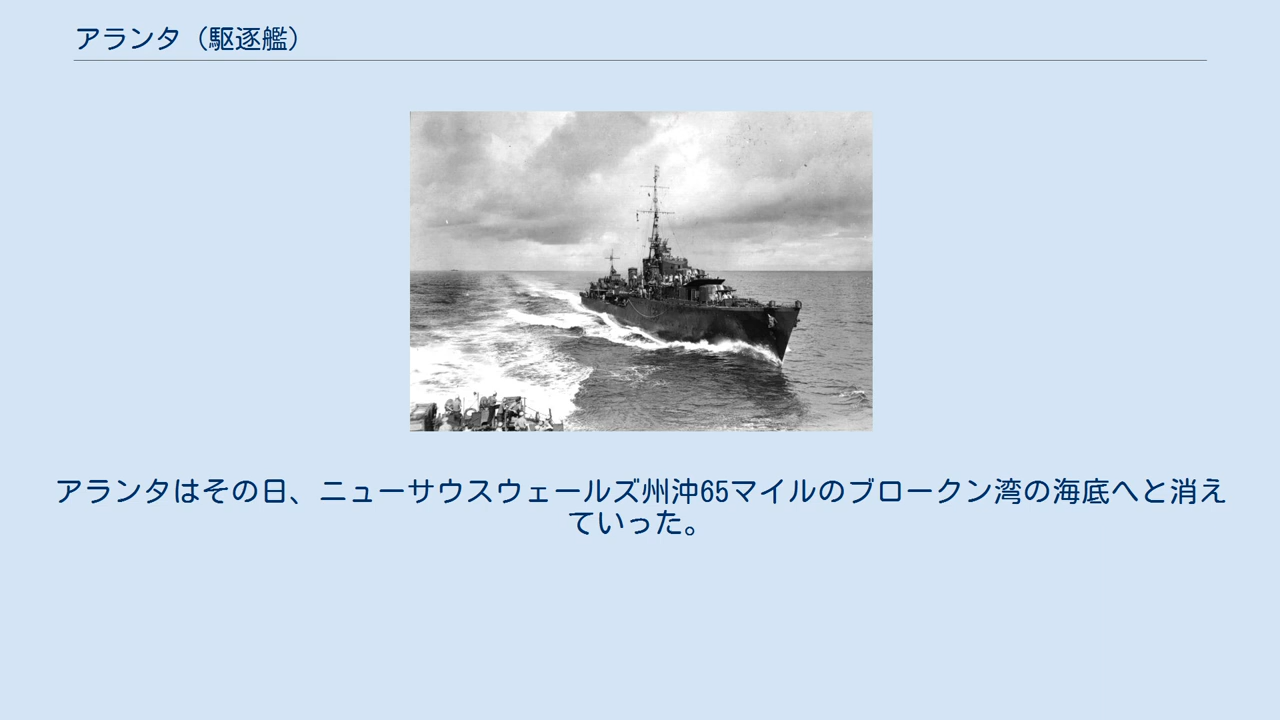 アランタ（駆逐艦）
アランタはその日、ニューサウスウェールズ州沖65マイルのブロークン湾の海底へと消え
ていった。